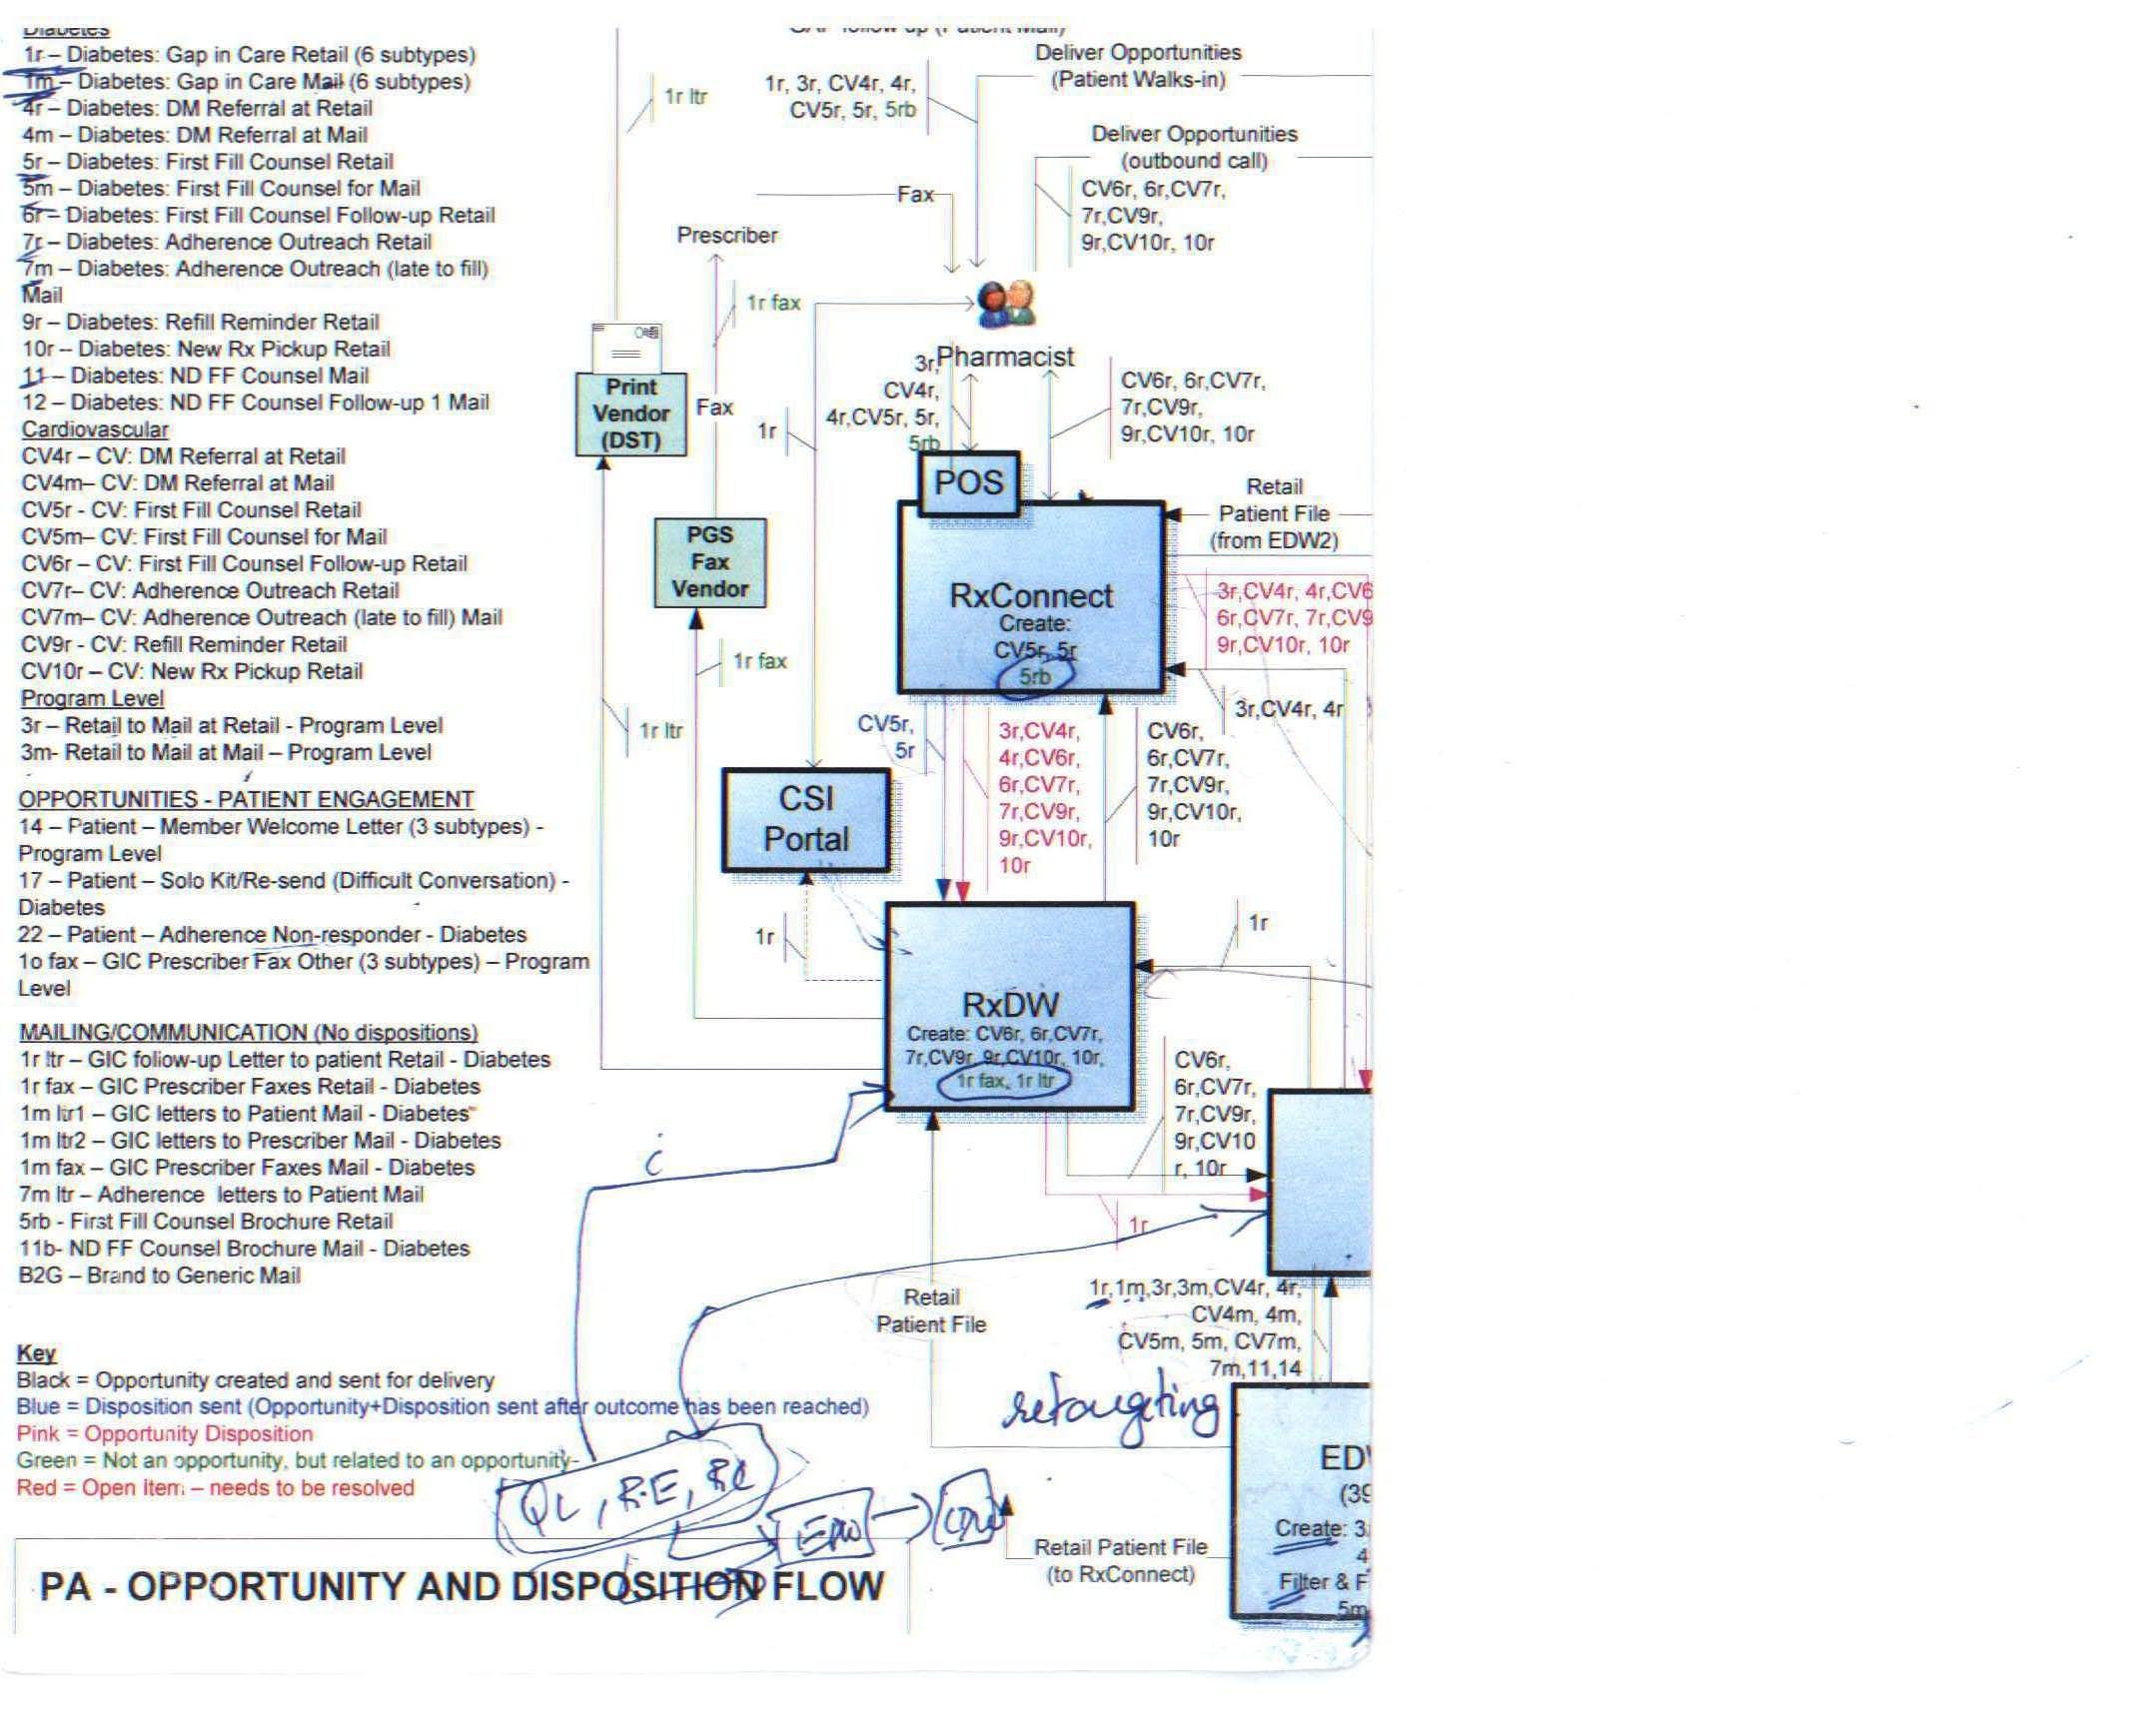 Diabetes
1r – Diabetes: Gap in Care Retail (6 subtypes)
1m – Diabetes: Gap in Care Mail (6 subtypes)
4r – Diabetes: DM Referral at Retail
4m – Diabetes: DM Referral at Mail
5r – Diabetes: First Fill Counsel Retail
5m – Diabetes: First Fill Counsel for Mail
6r – Diabetes: First Fill Counsel Follow-up Retail
7r – Diabetes: Adherence Outreach Retail
7m – Diabetes: Adherence Outreach (late to fill)
Mail
9r – Diabetes: Refill Reminder Retail
10r – Diabetes: New Rx Pickup Retail
11 – Diabetes: ND FF Counsel Mail
12 – Diabetes: ND FF Counsel Follow-up 1 Mail
Cardiovascular
CV4r – CV: DM Referral at Retail
CV4m– CV: DM Referral at Mail
CV5r - CV: First Fill Counsel Retail
CV5m– CV: First Fill Counsel for Mail
CV6r – CV: First Fill Counsel Follow-up Retail
CV7r– CV: Adherence Outreach Retail
CV7m– CV: Adherence Outreach (late to fill) Mail
CV9r - CV: Refill Reminder Retail
CV10r – CV: New Rx Pickup Retail
Program Level
3r – Retail to Mail at Retail - Program Level
3m- Retail to Mail at Mail – Program Level
OPPORTUNITIES - PATIENT ENGAGEMENT
14 – Patient – Member Welcome Letter (3 subtypes) -
Program Level
17 – Patient – Solo Kit/Re-send (Difficult Conversation) -
Diabetes
22 – Patient – Adherence Non-responder - Diabetes
1o fax – GIC Prescriber Fax Other (3 subtypes) – Program
Level
MAILING/COMMUNICATION (No dispositions)
1r ltr – GIC follow-up Letter to patient Retail - Diabetes
1r fax – GIC Prescriber Faxes Retail - Diabetes
1m ltr1 – GIC letters to Patient Mail - Diabetes
1m ltr2 – GIC letters to Prescriber Mail - Diabetes
1m fax – GIC Prescriber Faxes Mail - Diabetes
7m ltr – Adherence letters to Patient Mail
5rb - First Fill Counsel Brochure Retail
11b- ND FF Counsel Brochure Mail - Diabetes
B2G – Brand to Generic Mail
Key
Black = Opportunity created and sent for delivery
Blue = Disposition sent (Opportunity+Disposition sent after outcome has been reached)
Pink = Opportunity Disposition
Green = Not an opportunity, but related to an opportunity-
Red = Open Item – needs to be resolved
PA - OPPORTUNITY AND DISPOSITION FLOW
GAP follow up (Patient Mail)
Deliver Opportunities
(Patient Walks-in)
1r ltr
1r, 3r, CV4r, 4r,
CV5r, 5r, 5rb
Deliver Opportunities
(outbound call)
CV6r, 6r,CV7r,
7r,CV9r,
9r,CV10r, 10r
Fax
Prescriber
1r fax
Pharmacist
3r,
CV4r,
4r,CV5r, 5r,
5rb
CV6r, 6r,CV7r,
7r,CV9r,
9r,CV10r, 10r
Print
Vendor
(DST)
Fax
1r
POS
Retail
Patient File
(from EDW2)
PGS
Fax
Vendor
RxConnect
Create:
CV5r, 5r
5rb
3r,CV4r, 4r,CV6
6r,CV7r, 7r,CV9
9r,CV10r, 10r
1r fax
3r,CV4r, 4r
1r ltr
CV5r,
5r
3r,CV4r,
4r,CV6r,
6r,CV7r,
7r,CV9r,
9r,CV10r,
10r
CV6r,
6r,CV7r,
7r,CV9r,
9r,CV10r,
10r
CSI
Portal
1r
1r
RxDW
Create: CV6r, 6r,CV7r,
7r,CV9r, 9r,CV10r, 10r,
1r fax, 1r ltr
CV6r,
6r,CV7r,
7r,CV9r,
9r,CV10
r, 10r
1r
Retail
Patient File
1r,1m,3r,3m,CV4r, 4r,
CV4m, 4m,
CV5m, 5m, CV7m,
7m,11,14
retargeting
QL, RE, RC
EDW
Retail Patient File
(to RxConnect)
ED
(39
Create: 3
4
Filter & F
5m